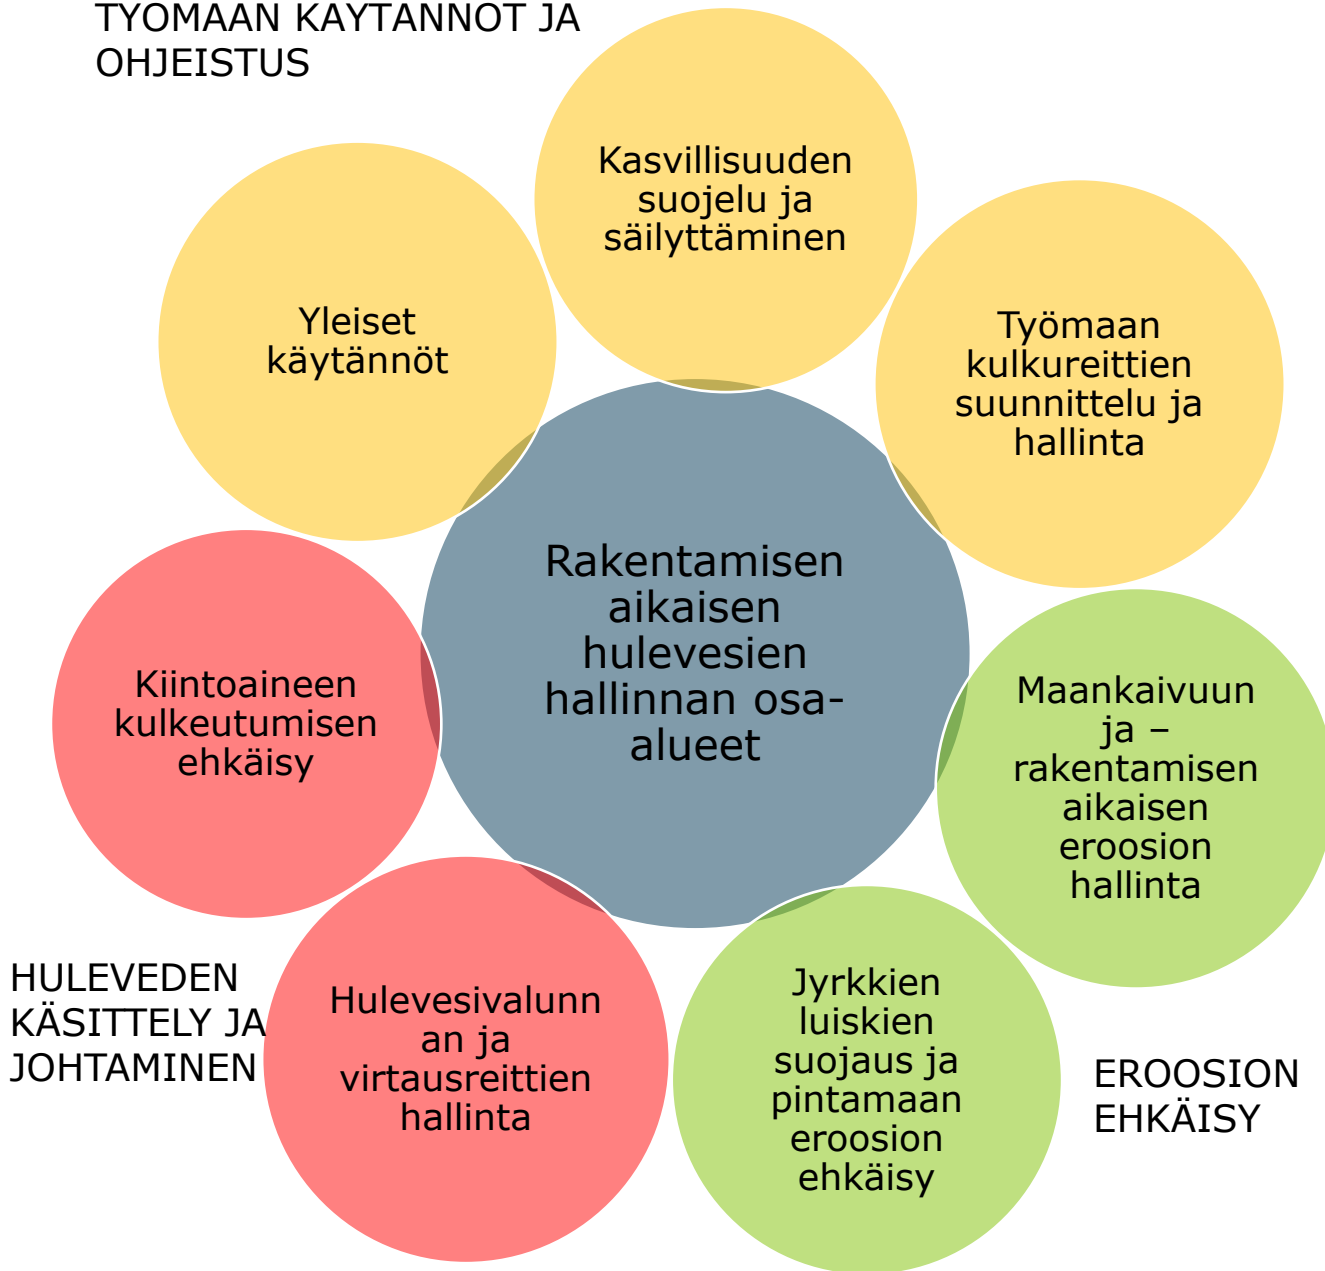 TYÖMAAN KÄYTÄNNÖT JA
OHJEISTUS
Kasvillisuuden
suojelu ja
säilyttäminen
Yleiset
käytännöt
Työmaan
kulkureittien
suunnittelu ja
hallinta
Rakentamisen
aikaisen
hulevesien
hallinnan osa-
alueet
Kiintoaineen
kulkeutumisen
ehkäisy
Maankaivuun
ja –
rakentamisen
aikaisen
eroosion
hallinta
HULEVEDEN
KÄSITTELY JA
JOHTAMINEN
Hulevesivalunn
an ja
virtausreittien
hallinta
Jyrkkien
luiskien
suojaus ja
pintamaan
eroosion
ehkäisy
EROOSION
EHKÄISY